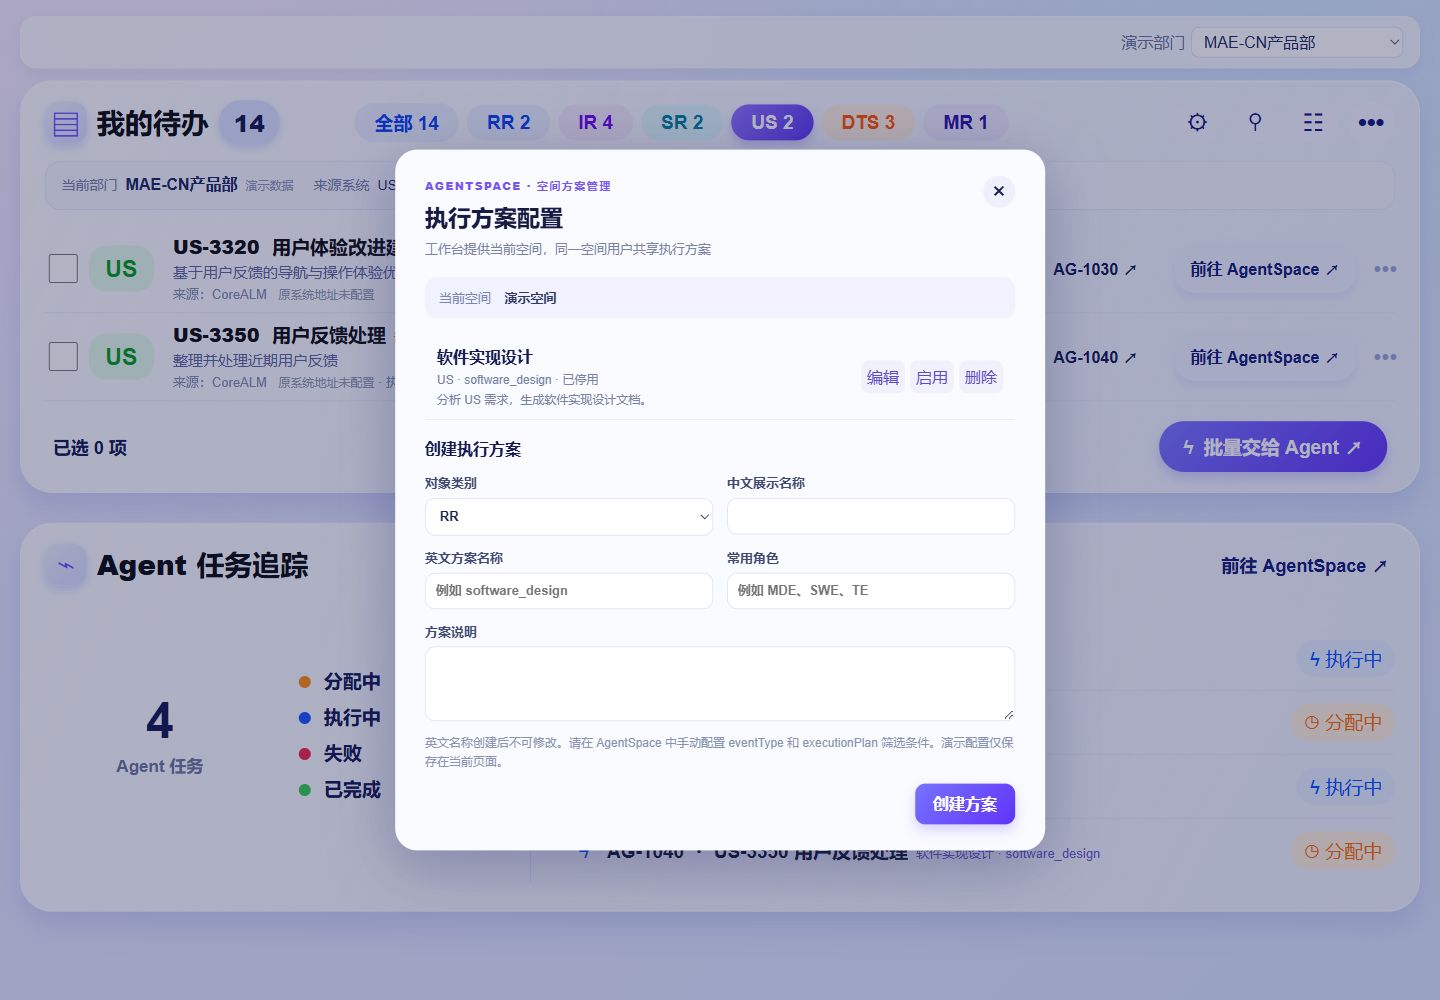 演示部门 MAE-CN产品部
我的待办 14 全部 14 RR 2 IR 4 SR 2 US 2 DTS 3 MR 1 •••
当前部门 MAE-CN产品部 演示数据 来源系统 US
US US-3320 用户体验改进建
基于用户反馈的导航与操作体验优
来源：CoreALM 原系统地址未配置
AG-1030 ↗ 前往 AgentSpace ↗ •••
US US-3350 用户反馈处理
整理并处理近期用户反馈
来源：CoreALM 原系统地址未配置 · 执
AG-1040 ↗ 前往 AgentSpace ↗ •••
已选 0 项
批量交给 Agent ↗
AGENTSPACE · 空间方案管理
执行方案配置
工作台提供当前空间，同一空间用户共享执行方案
当前空间 演示空间
软件实现设计
US · software_design · 已停用
分析 US 需求，生成软件实现设计文档。
编辑 启用 删除
创建执行方案
对象类别 中文展示名称
RR
英文方案名称 常用角色
例如 software_design 例如 MDE、SWE、TE
方案说明
英文名称创建后不可修改。请在 AgentSpace 中手动配置 eventType 和 executionPlan 筛选条件。演示配置仅保
存在当前页面。
创建方案
Agent 任务追踪
前往 AgentSpace ↗
4
Agent 任务
分配中
执行中
失败
已完成
执行中
分配中
执行中
AG-1040 · US-3350 用户反馈处理 软件实现设计 · software_design
分配中